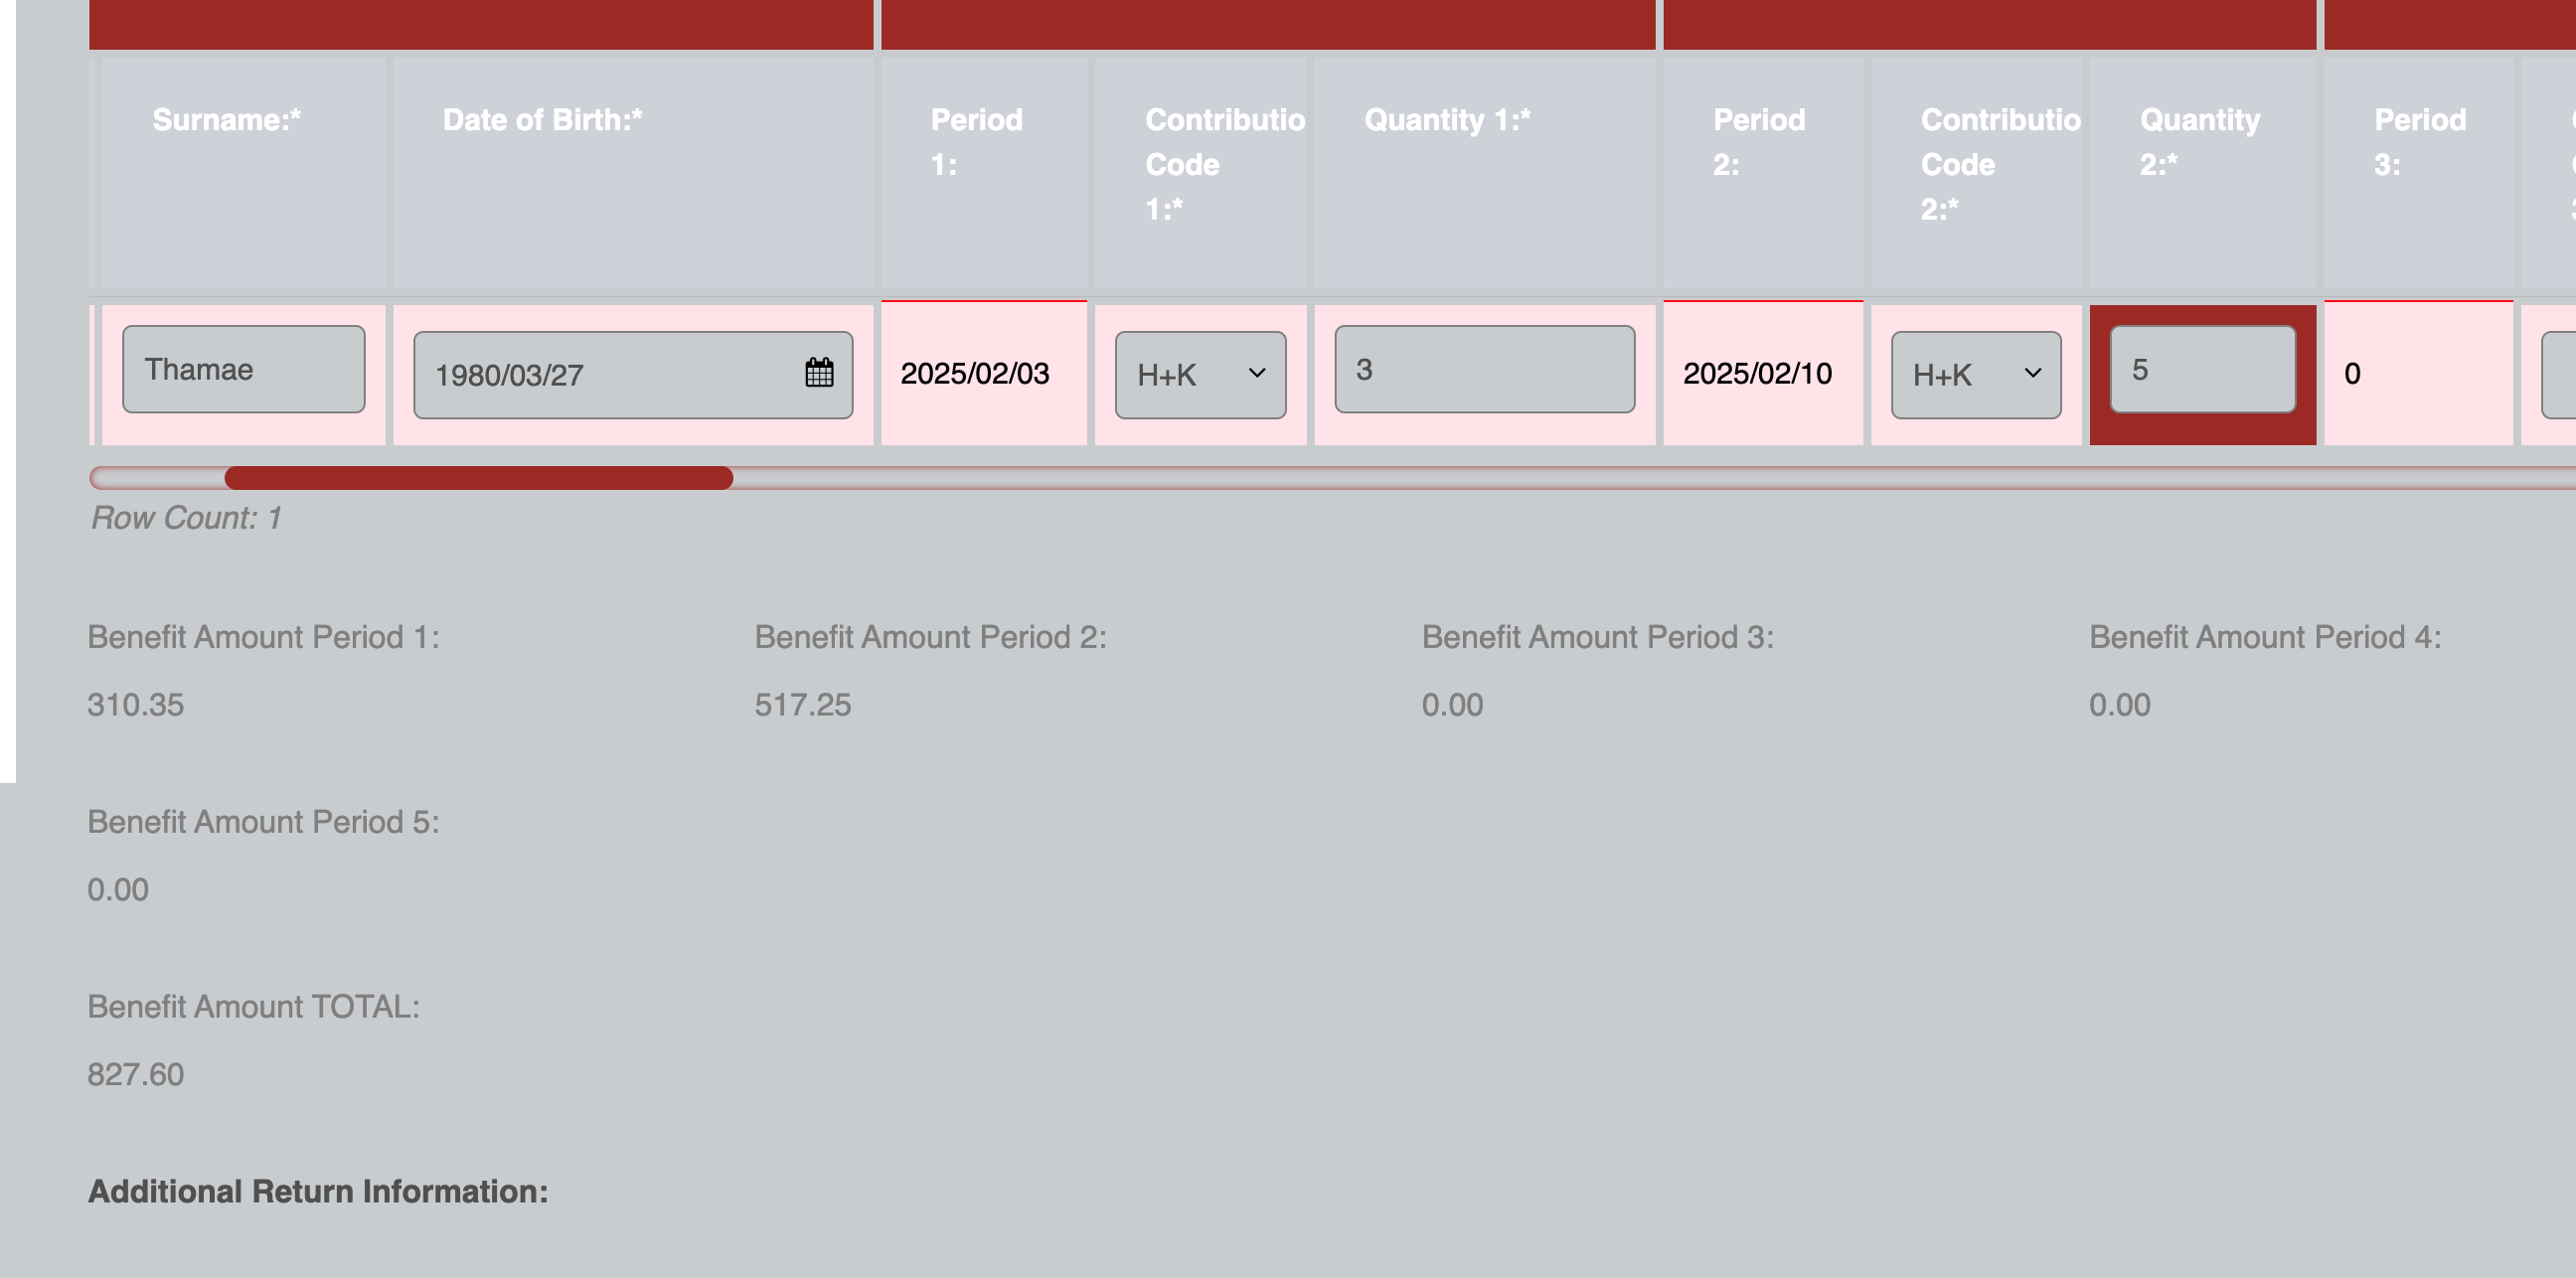 Surname:*
Date of Birth:*
Period
1:
Contributio
Code
1:*
Quantity 1:*
Period
2:
Contributio
Code
2:*
Quantity
2:*
Period
3:
Thamae
1980/03/27
2025/02/03
H+K
3
2025/02/10
H+K
5
0
Row Count: 1
Benefit Amount Period 1:
310.35
Benefit Amount Period 2:
517.25
Benefit Amount Period 3:
0.00
Benefit Amount Period 4:
0.00
Benefit Amount Period 5:
0.00
Benefit Amount TOTAL:
827.60
Additional Return Information: